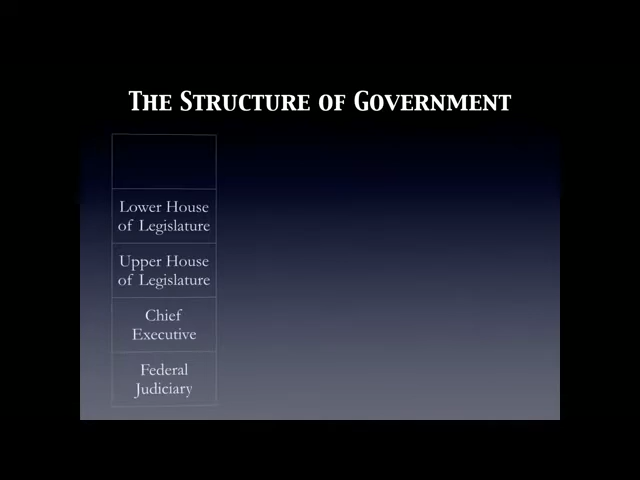 The Structure of Government
Lower House
of Legislature
Upper House
of Legislature
Chief
Executive
Federal
Judiciary